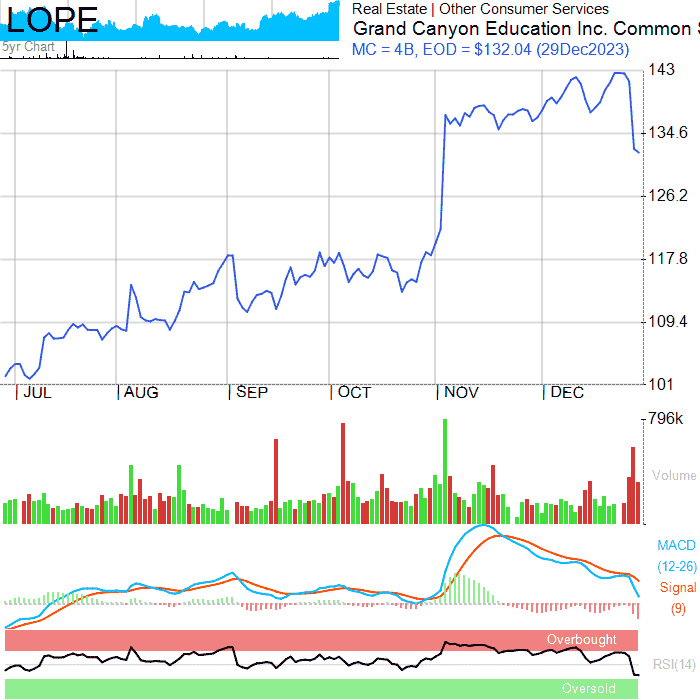 LOPE
5yr Chart
Real Estate | Other Consumer Services
Grand Canyon Education Inc. Common S
MC = 4B, EOD = $132.04 (29Dec2023)
143
134.6
126.2
117.8
109.4
101
JUL AUG SEP OCT NOV DEC
796k
Volume
MACD
(12-26)
Signal
(9)
Overbought
RSI(14)
Oversold